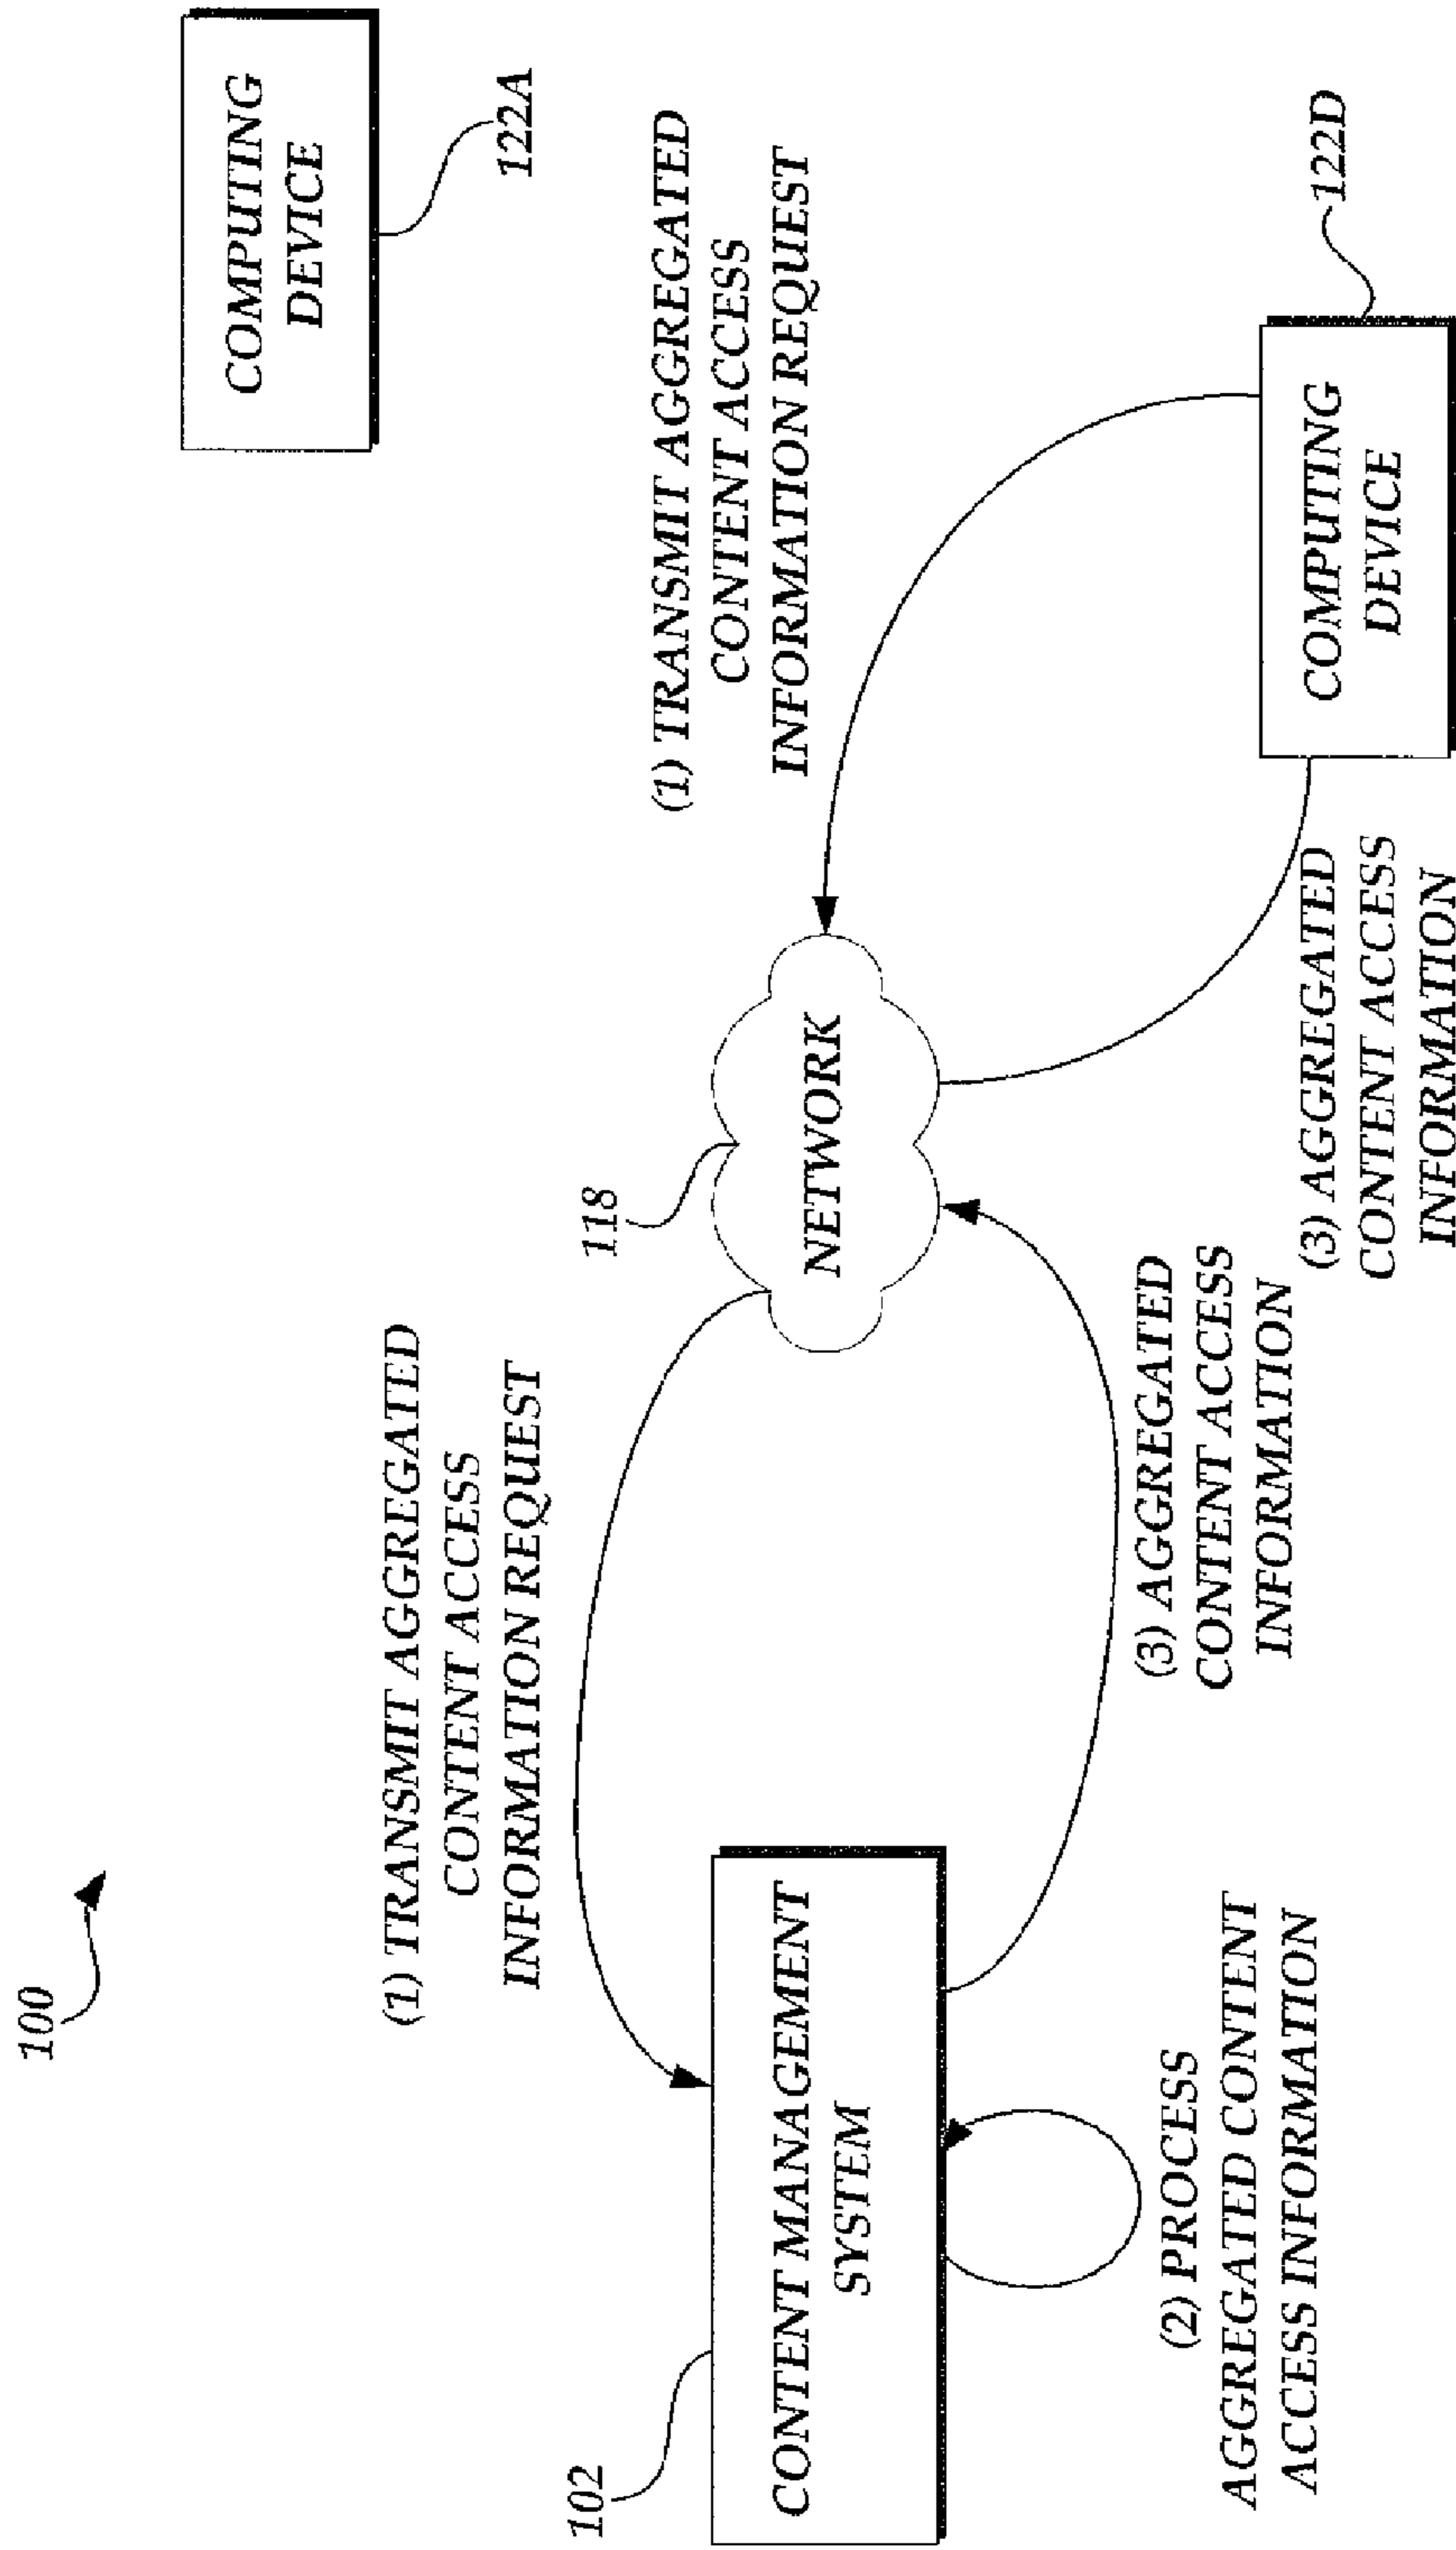 100
COMPUTING
DEVICE
122A
(1) TRANSMIT AGGREGATED
CONTENT ACCESS
INFORMATION REQUEST
(1) TRANSMIT AGGREGATED
CONTENT ACCESS
INFORMATION REQUEST
118
NETWORK
102
CONTENT MANAGEMENT
SYSTEM
(2) PROCESS
AGGREGATED CONTENT
ACCESS INFORMATION
(3) AGGREGATED
CONTENT ACCESS
INFORMATION
(3) AGGREGATED
CONTENT ACCESS
INFORMATION
COMPUTING
DEVICE
122D